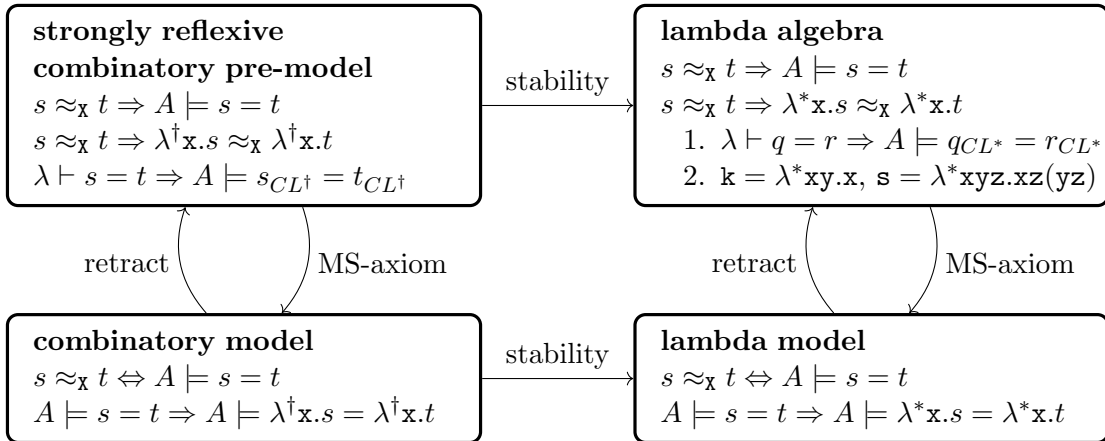 strongly reflexive
combinatory pre-model
s ≈ₓ t ⇒ A ⊨ s = t
s ≈ₓ t ⇒ λ†x.s ≈ₓ λ†x.t
λ ⊢ s = t ⇒ A ⊨ s_{CL†} = t_{CL†}
stability
lambda algebra
s ≈ₓ t ⇒ A ⊨ s = t
s ≈ₓ t ⇒ λ*x.s ≈ₓ λ*x.t
1. λ ⊢ q = r ⇒ A ⊨ q_{CL*} = r_{CL*}
2. k = λ*xy.x, s = λ*xyz.xz(yz)
retract
MS-axiom
retract
MS-axiom
combinatory model
s ≈ₓ t ⇔ A ⊨ s = t
A ⊨ s = t ⇒ A ⊨ λ†x.s = λ†x.t
stability
lambda model
s ≈ₓ t ⇔ A ⊨ s = t
A ⊨ s = t ⇒ A ⊨ λ*x.s = λ*x.t